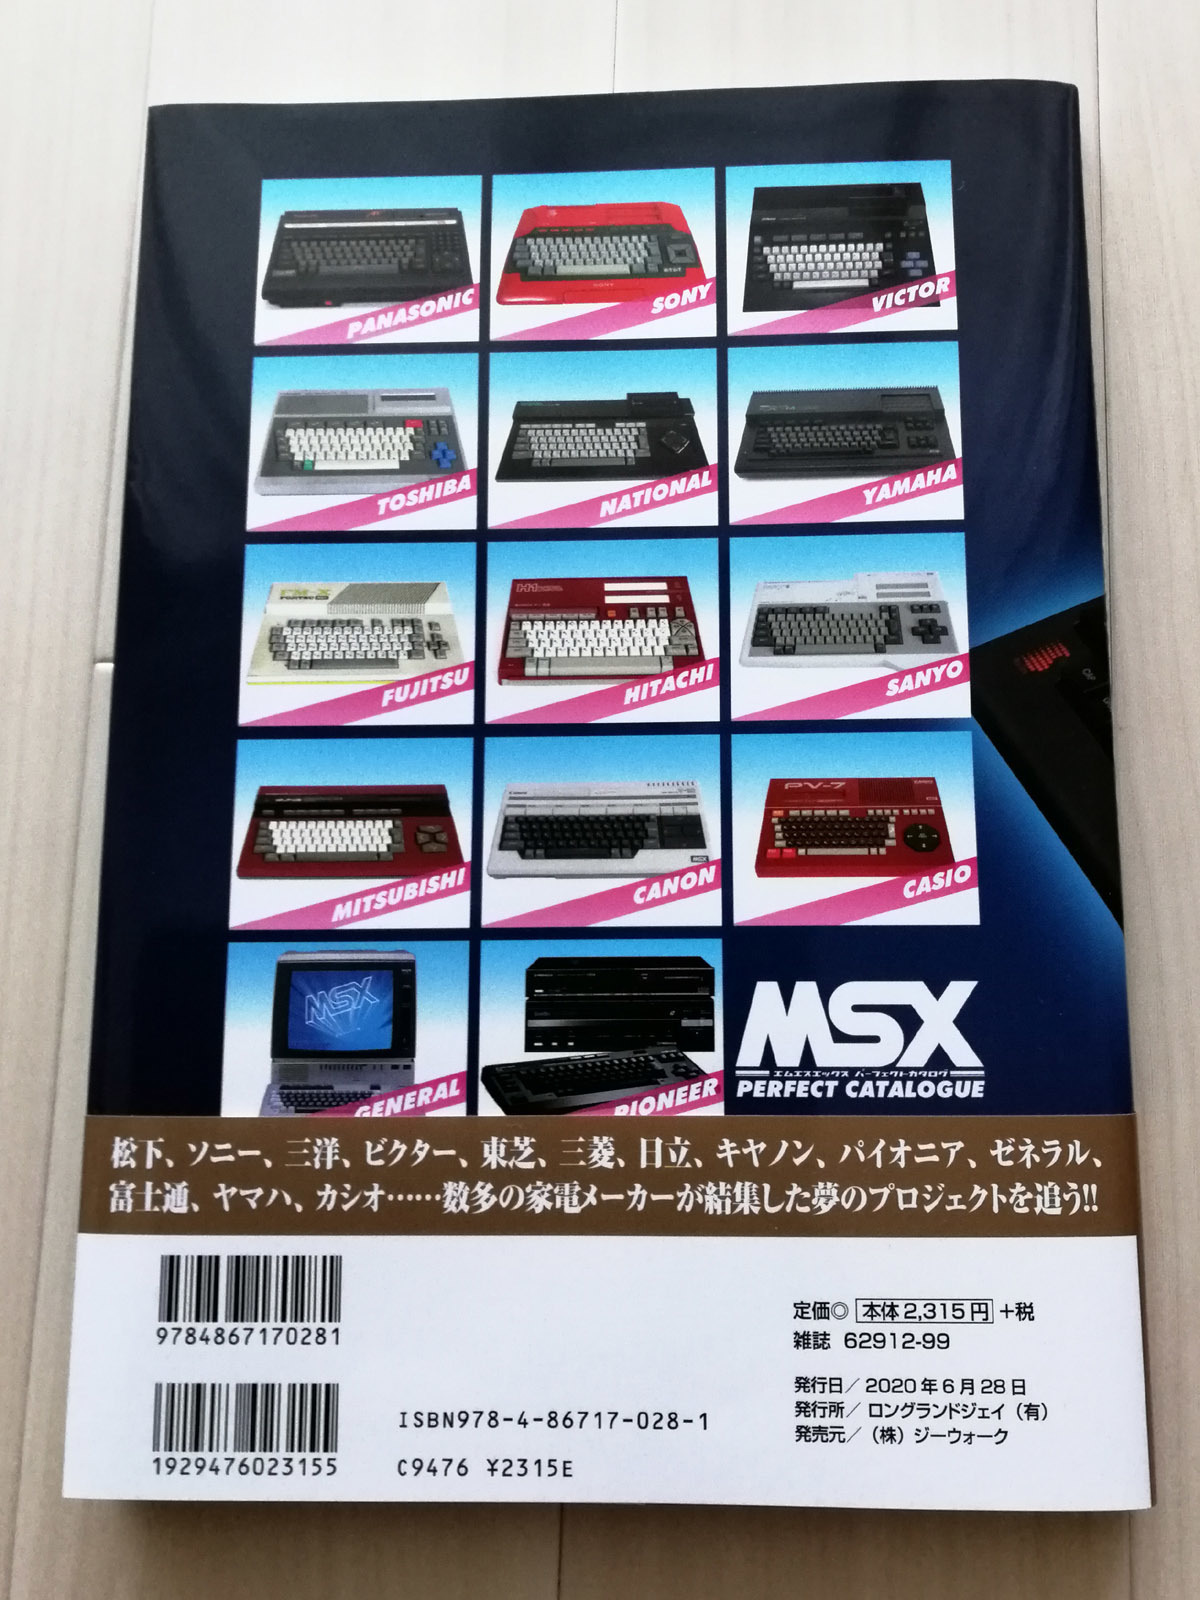 PANASONIC
SONY
VICTOR
TOSHIBA
NATIONAL
YAMAHA
FM-X
FUJITSU
H1
FUJITSU
HITACHI
SANYO
MITSUBISHI
Canon
MSX
CANON
PV-7
CASIO
MSX
GENERAL
PIONEER
MSX
エムエスエックス パーフェクトカタログ
PERFECT CATALOGUE
松下、ソニー、三洋、ビクター、東芝、三菱、日立、キヤノン、パイオニア、ゼネラル、
富士通、ヤマハ、カシオ……数多の家電メーカーが結集した夢のプロジェクトを追う!!
9784867170281
1929476023155
ISBN978-4-86717-028-1
C9476 ¥2315E
定価◎ 本体2,315円 +税
雑誌 62912-99
発行日/2020年6月28日
発行所/ロングランドジェイ(有)
発売元/(株)ジーウォーク